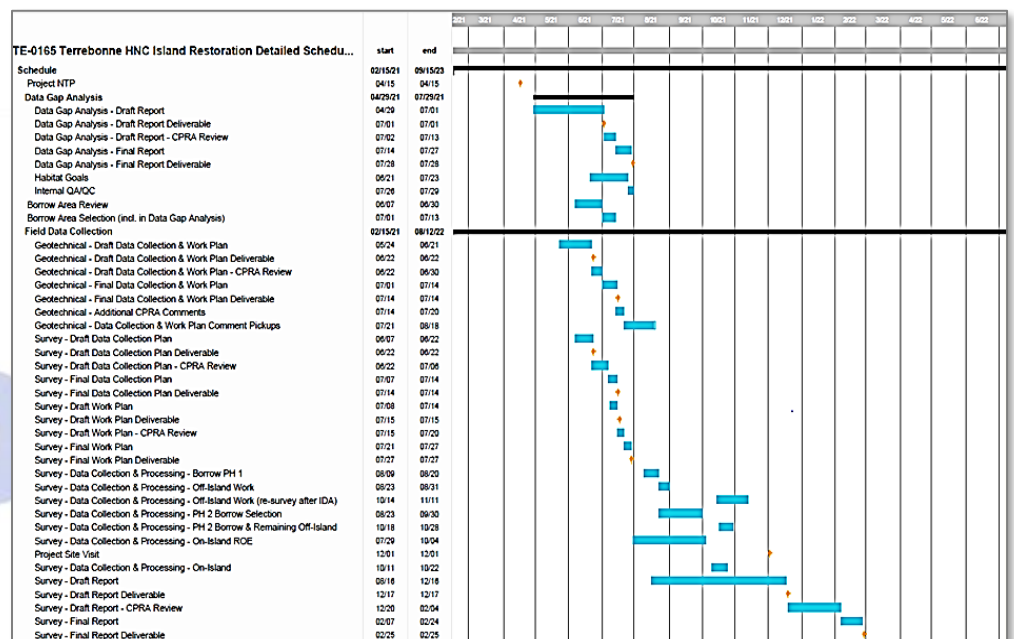 2/21 3/21 4/21 5/21 6/21 7/21 8/21 9/21 10/21 11/21 12/21 1/22 2/22 3/22 4/22 5/22 6/22
TE-0165 Terrebonne HNC Island Restoration Detailed Schedu... start end
Schedule 02/15/21 09/15/23
Project NTP 04/15 04/15
Data Gap Analysis 04/29/21 07/29/21
Data Gap Analysis - Draft Report 04/29 07/01
Data Gap Analysis - Draft Report Deliverable 07/01 07/01
Data Gap Analysis - Draft Report - CPRA Review 07/02 07/13
Data Gap Analysis - Final Report 07/14 07/27
Data Gap Analysis - Final Report Deliverable 07/28 07/28
Habitat Goals 06/21 07/23
Internal QA/QC 07/26 07/29
Borrow Area Review 06/07 06/30
Borrow Area Selection (incl. in Data Gap Analysis) 07/01 07/13
Field Data Collection 02/15/21 08/12/22
Geotechnical - Draft Data Collection & Work Plan 05/24 06/21
Geotechnical - Draft Data Collection & Work Plan Deliverable 06/22 06/22
Geotechnical - Draft Data Collection & Work Plan - CPRA Review 06/22 06/30
Geotechnical - Final Data Collection & Work Plan 07/01 07/14
Geotechnical - Final Data Collection & Work Plan Deliverable 07/14 07/14
Geotechnical - Additional CPRA Comments 07/14 07/20
Geotechnical - Data Collection & Work Plan Comment Pickups 07/21 08/18
Survey - Draft Data Collection Plan 06/07 06/22
Survey - Draft Data Collection Plan Deliverable 06/22 06/22
Survey - Draft Data Collection Plan - CPRA Review 06/22 07/06
Survey - Final Data Collection Plan 07/07 07/14
Survey - Final Data Collection Plan Deliverable 07/14 07/14
Survey - Draft Work Plan 07/08 07/14
Survey - Draft Work Plan Deliverable 07/15 07/15
Survey - Draft Work Plan - CPRA Review 07/15 07/20
Survey - Final Work Plan 07/21 07/27
Survey - Final Work Plan Deliverable 07/27 07/27
Survey - Data Collection & Processing - Borrow PH 1 08/09 08/20
Survey - Data Collection & Processing - Off-Island Work 08/23 08/31
Survey - Data Collection & Processing - Off-Island Work (re-survey after IDA) 10/14 11/11
Survey - Data Collection & Processing - PH 2 Borrow Selection 08/23 09/30
Survey - Data Collection & Processing - PH 2 Borrow & Remaining Off-Island 10/18 10/28
Survey - Data Collection & Processing - On-Island ROE 07/29 10/04
Project Site Visit 12/01 12/01
Survey - Data Collection & Processing - On-Island 10/11 10/22
Survey - Draft Report 08/16 12/16
Survey - Draft Report Deliverable 12/17 12/17
Survey - Draft Report - CPRA Review 12/20 02/04
Survey - Final Report 02/07 02/24
Survey - Final Report Deliverable 02/25 02/25